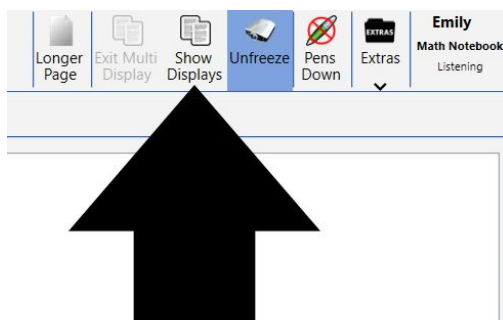 Longer
Page
Exit Multi
Display
Show
Displays
Unfreeze
Pens
Down
EXTRAS
Extras
Emily
Math Notebook
Listening